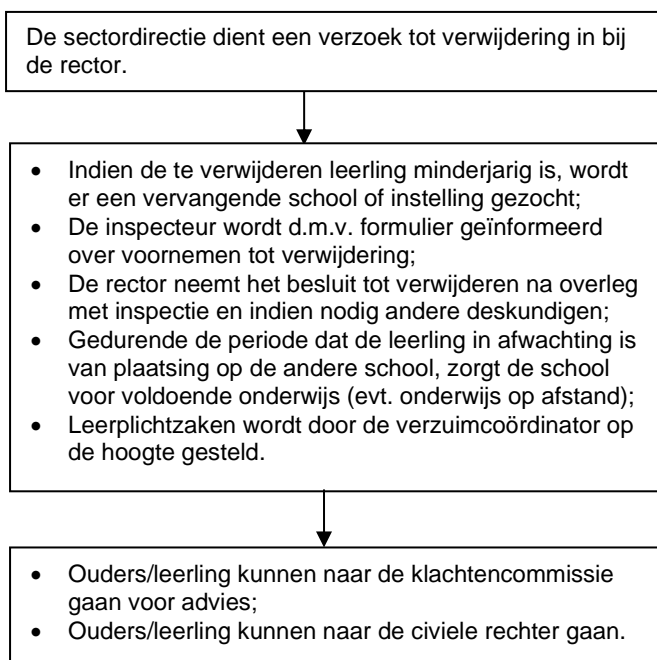 De sectordirectie dient een verzoek tot verwijdering in bij
de rector.
• Indien de te verwijderen leerling minderjarig is, wordt
er een vervangende school of instelling gezocht;
• De inspecteur wordt d.m.v. formulier geïnformeerd
over voornemen tot verwijdering;
• De rector neemt het besluit tot verwijderen na overleg
met inspectie en indien nodig andere deskundigen;
• Gedurende de periode dat de leerling in afwachting is
van plaatsing op de andere school, zorgt de school
voor voldoende onderwijs (evt. onderwijs op afstand);
• Leerplichtzaken wordt door de verzuimcoördinator op
de hoogte gesteld.
• Ouders/leerling kunnen naar de klachtencommissie
gaan voor advies;
• Ouders/leerling kunnen naar de civiele rechter gaan.